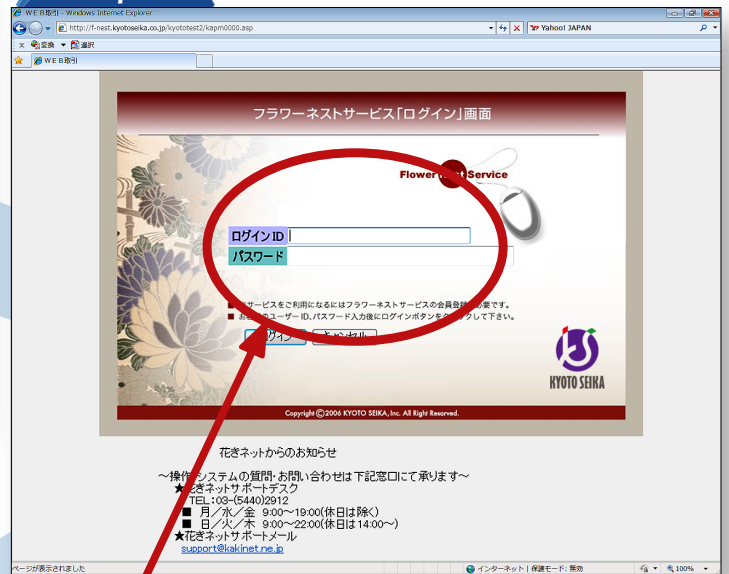 WEB取引 - Windows Internet Explorer
http://f-nest.kyotoseika.co.jp/kyototest2/kapm0000.asp
Yahoo! JAPAN
x 変換 ▼ 選択
WEB取引
フラワーネストサービス「ログイン」画面
Flower Service
ログインID
パスワード
サービスをご利用になるにはフラワーネストサービスの会員登録 必要です。
■ お のユーザーID、パスワード入力後にログインボタンを クして下さい。
グイン キャンセル
KYOTO SEIKA
Copyright ©2006 KYOTO SEIKA, Inc. All Right Reserved.
花きネットからのお知らせ
～操作 システムの質問・お問い合わせは下記窓口にて承ります～
★花きネットサポートデスク
TEL:03-(5440)2912
■ 月／水／金 9:00～19:00(休日は除く)
■ 日／火／木 9:00～22:00(休日は14:00～)
★花きネットサポートメール
support@kakinet.ne.jp
ページが表示されました
インターネット | 保護モード: 無効
100%